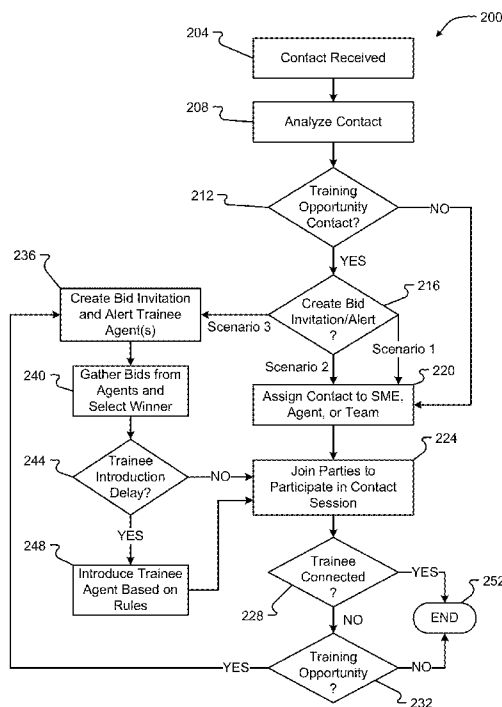 200
204
Contact Received
208
Analyze Contact
212
Training
Opportunity
Contact?
NO
YES
236
216
Create Bid Invitation
and Alert Trainee
Agent(s)
Create Bid
Invitation/Alert
?
Scenario 3
Scenario 2
Scenario 1
240
220
Gather Bids from
Agents and
Select Winner
Assign Contact to SME,
Agent, or Team
244
224
Trainee
Introduction
Delay?
NO
Join Parties to
Participate in Contact
Session
YES
248
Introduce Trainee
Agent Based on
Rules
Trainee
Connected
?
YES
252
228
END
NO
YES
Training
Opportunity
?
NO
232